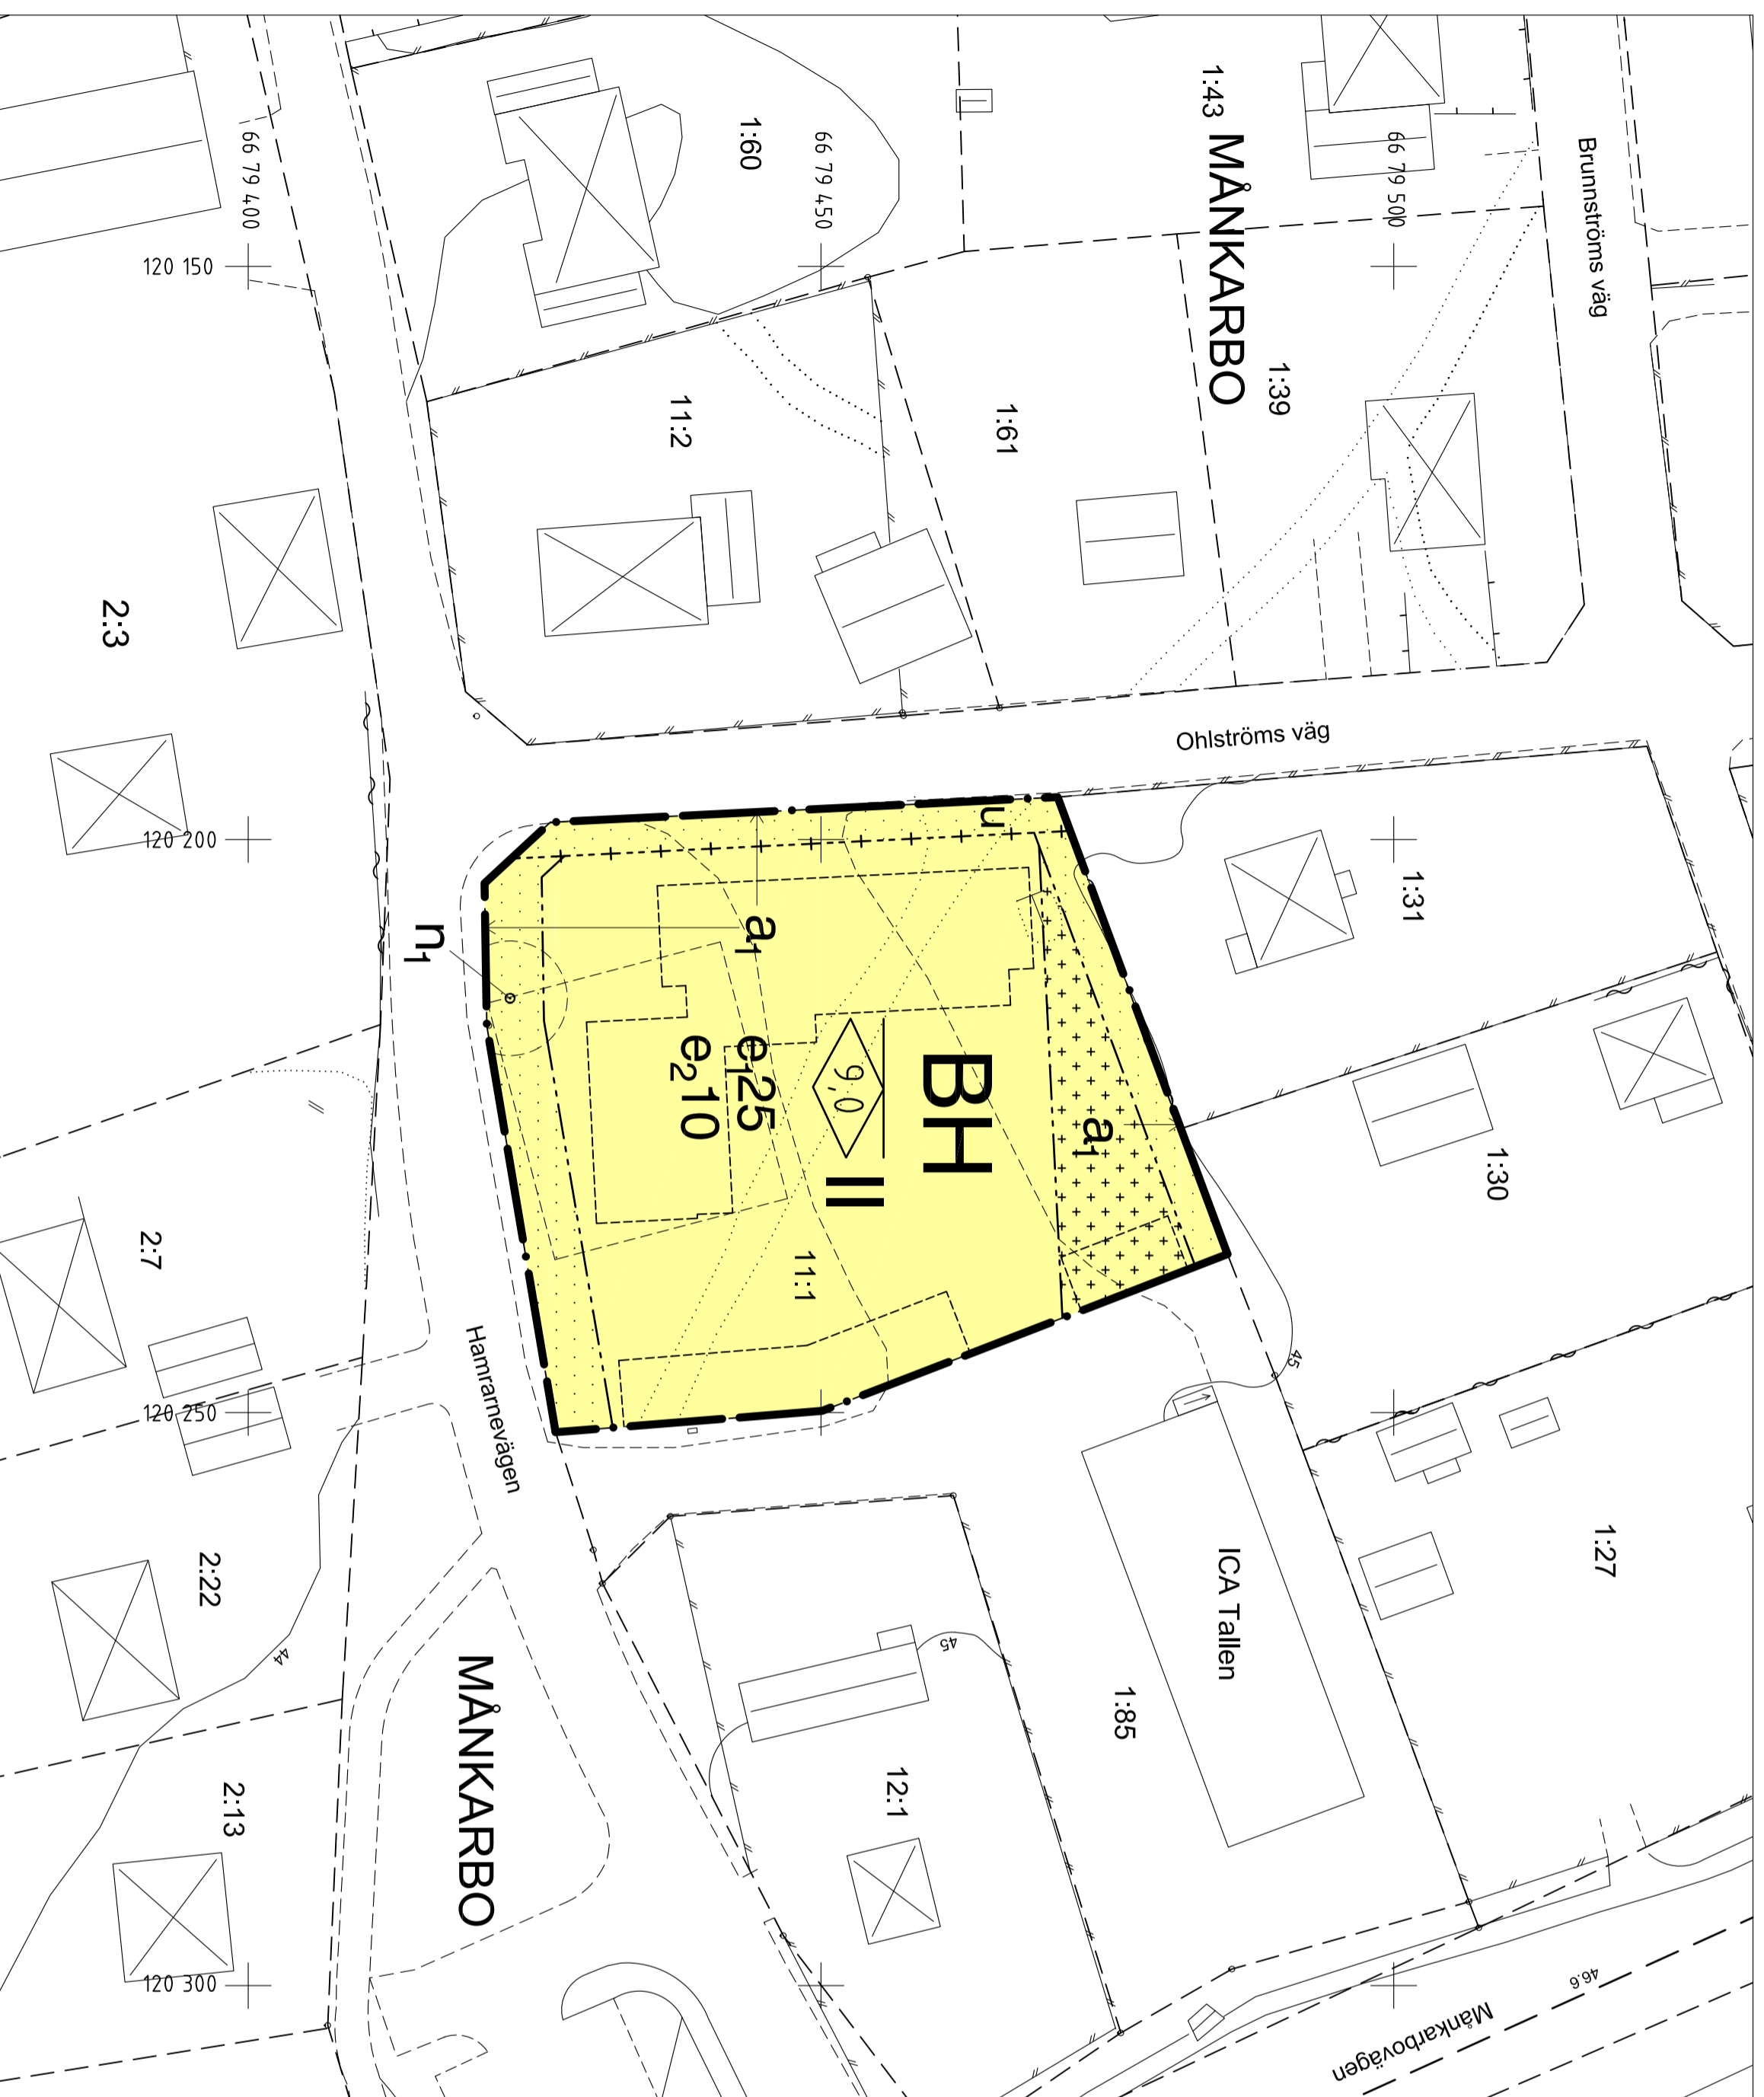 Brunnströms väg
66 79 500
1:43 MÅNKARBO
1:39
66 79 450
1:60
66 79 400
120 150
1:61
11:2
2:3
Ohlströms väg
120 200
u
1:31
a1
n1
BH
9,0
II
e125
e210
a1
11:1
1:30
2:7
Hamrarnevägen
120 250
45
1:27
ICA Tallen
2:22
44
45
1:85
MÅNKARBO
12:1
2:13
120 300
46.6
Månkarbovägen